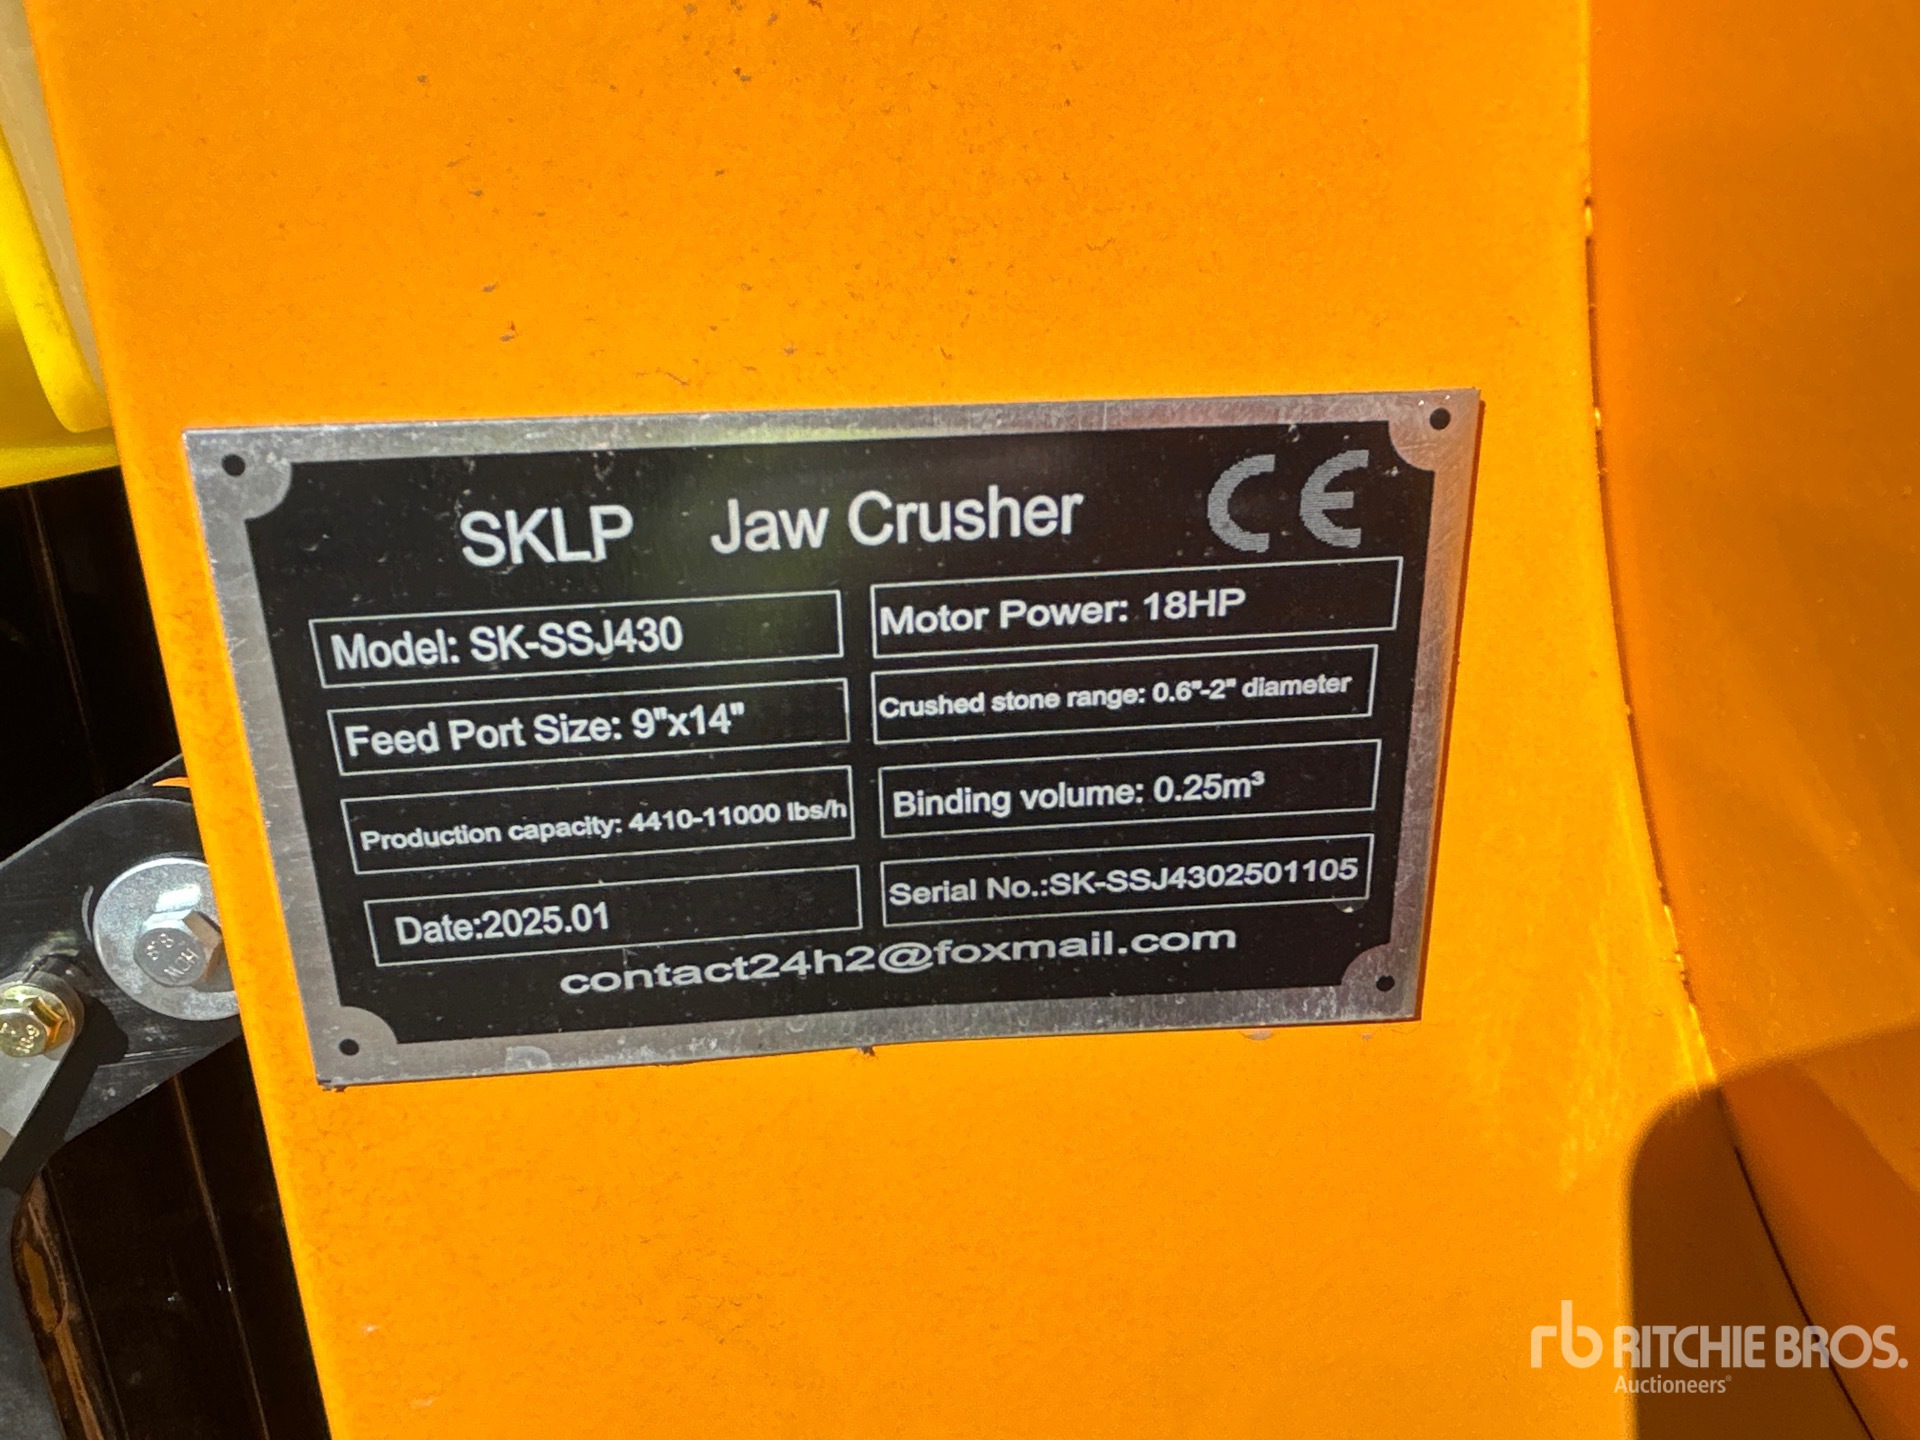 SKLP Jaw Crusher CE
Model: SK-SSJ430
Motor Power: 18HP
Feed Port Size: 9"x14"
Crushed stone range: 0.6"-2" diameter
Production capacity: 4410-11000 lbs/h
Binding volume: 0.25m³
Date:2025.01
Serial No.:SK-SSJ4302501105
contact24h2@foxmail.com
rb RITCHIE BROS.
Auctioneers®